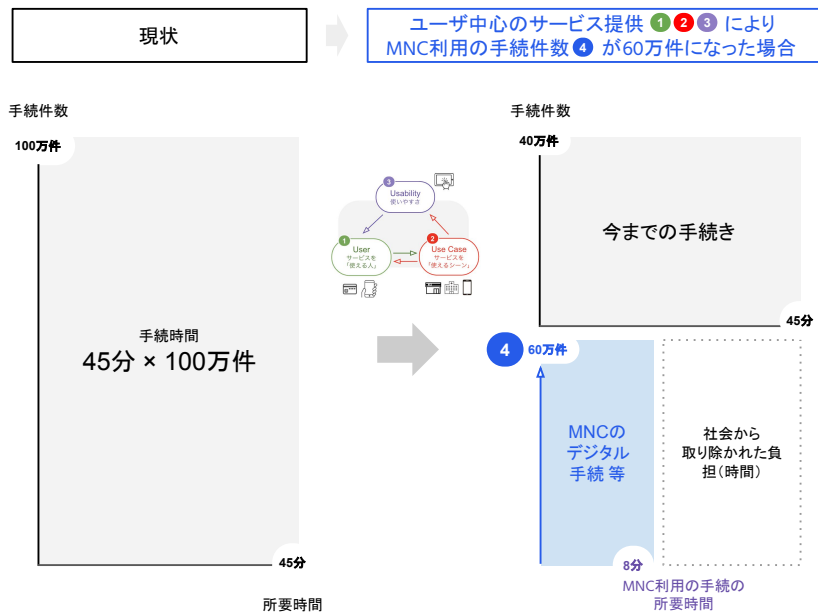 現状
ユーザ中心のサービス提供 1 2 3 により
MNC利用の手続件数 4 が60万件になった場合
手続件数
100万件
手続時間
45分 × 100万件
45分
所要時間
3
Usability
使いやすさ
1
User
サービスを
「使える人」
2
Use Case
サービスを
「使えるシーン」
手続件数
40万件
今までの手続き
45分
4
60万件
MNCの
デジタル
手続 等
社会から
取り除かれた負
担(時間)
8分
MNC利用の手続の
所要時間